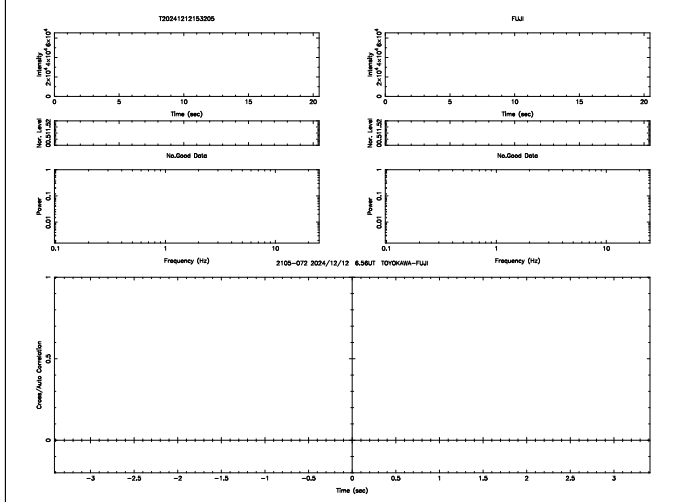 T20241212153205 FUJI
Intensity 0 2×10⁴ 4×10⁴ 6×10⁴ Intensity 0 2×10⁴ 4×10⁴ 6×10⁴
0 5 10 15 20 0 5 10 15 20
Time (sec) Time (sec)
Nor. Level 00.511.52 Nor. Level 00.511.52
No.Good Data No.Good Data
Power 0.01 0.1 1 Power 0.01 0.1 1
0.1 1 10 0.1 1 10
Frequency (Hz) Frequency (Hz)
2105-072 2024/12/12 6.56UT TOYOKAWA-FUJI
Cross/Auto Correlation 0 0.5 1
-3 -2.5 -2 -1.5 -1 -0.5 0 0.5 1 1.5 2 2.5 3
Time (sec)